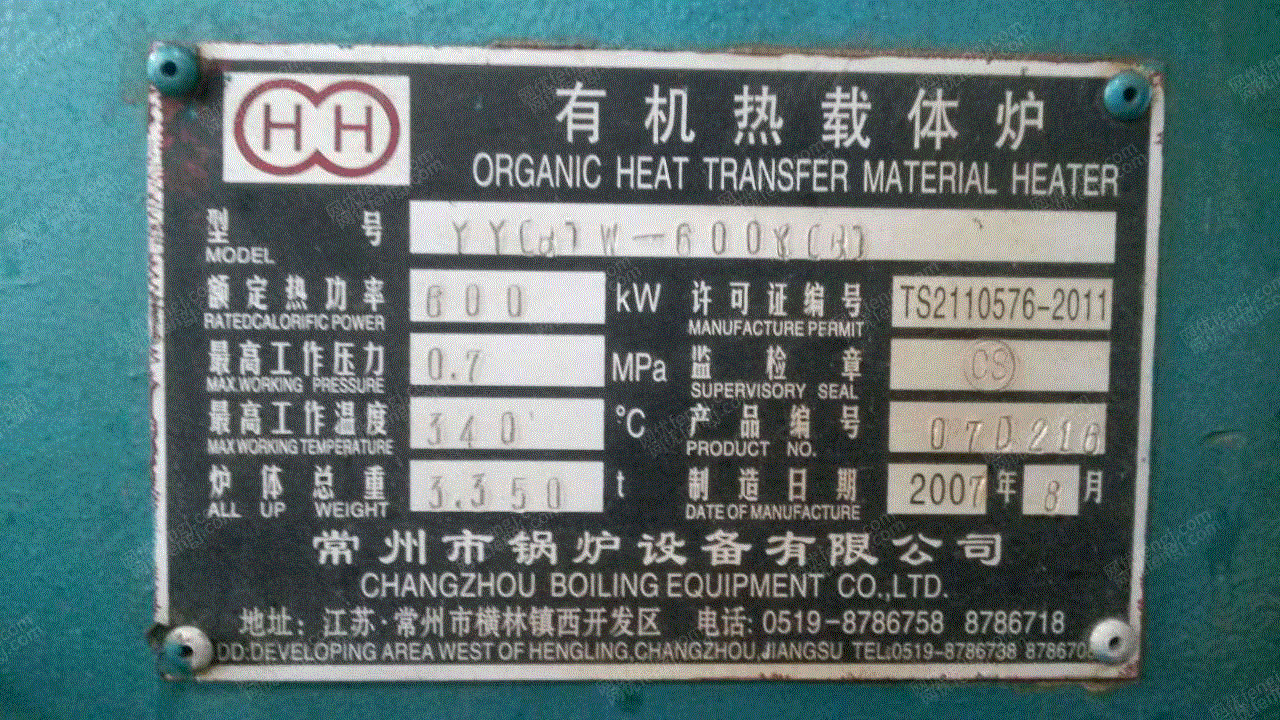 HH
有机热载体炉
ORGANIC HEAT TRANSFER MATERIAL HEATER
型号 YY(Q)W-600Y(Q)
MODEL
额定热功率 600 kW 许可证编号 TS2110576-2011
RATEDCALORIFIC POWER MANUFACTURE PERMIT
最高工作压力 0.7 MPa 监检章 CS
MAX.WORKING PRESSURE SUPERVISORY SEAL
最高工作温度 340 °C 产品编号 07D216
MAX WORKING TEMPERATURE PRODUCT NO.
炉体总重 3.350 t 制造日期 2007年8月
ALL UP WEIGHT DATE OF MANUFACTURE
常州市锅炉设备有限公司
CHANGZHOU BOILING EQUIPMENT CO.,LTD.
地址：江苏·常州市横林镇西开发区 电话: 0519-8786758 8786718
DD:DEVELOPING AREA WEST OF HENGLING,CHANGZHOU,JIANGSU TEL:0519-8786738